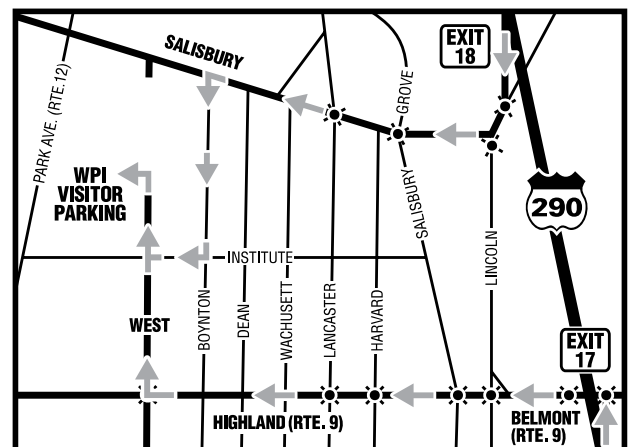 SALISBURY
EXIT
18
PARK AVE. (RTE.12)
GROVE
WPI
VISITOR
PARKING
290
SALISBURY
LINCOLN
INSTITUTE
WEST
BOYNTON
DEAN
WACHUSETT
LANCASTER
HARVARD
EXIT
17
HIGHLAND (RTE. 9)
BELMONT
(RTE. 9)